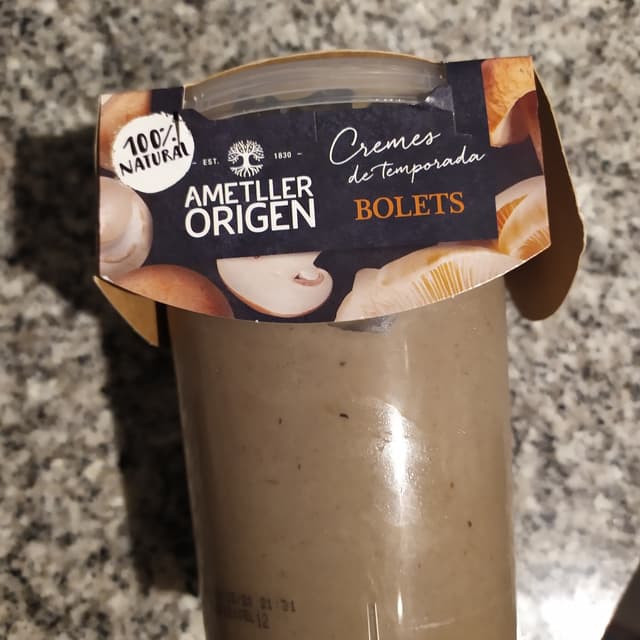 100%
NATURAL
EST. 1830
AMETLLER
ORIGEN
Cremes
de temporada
BOLETS